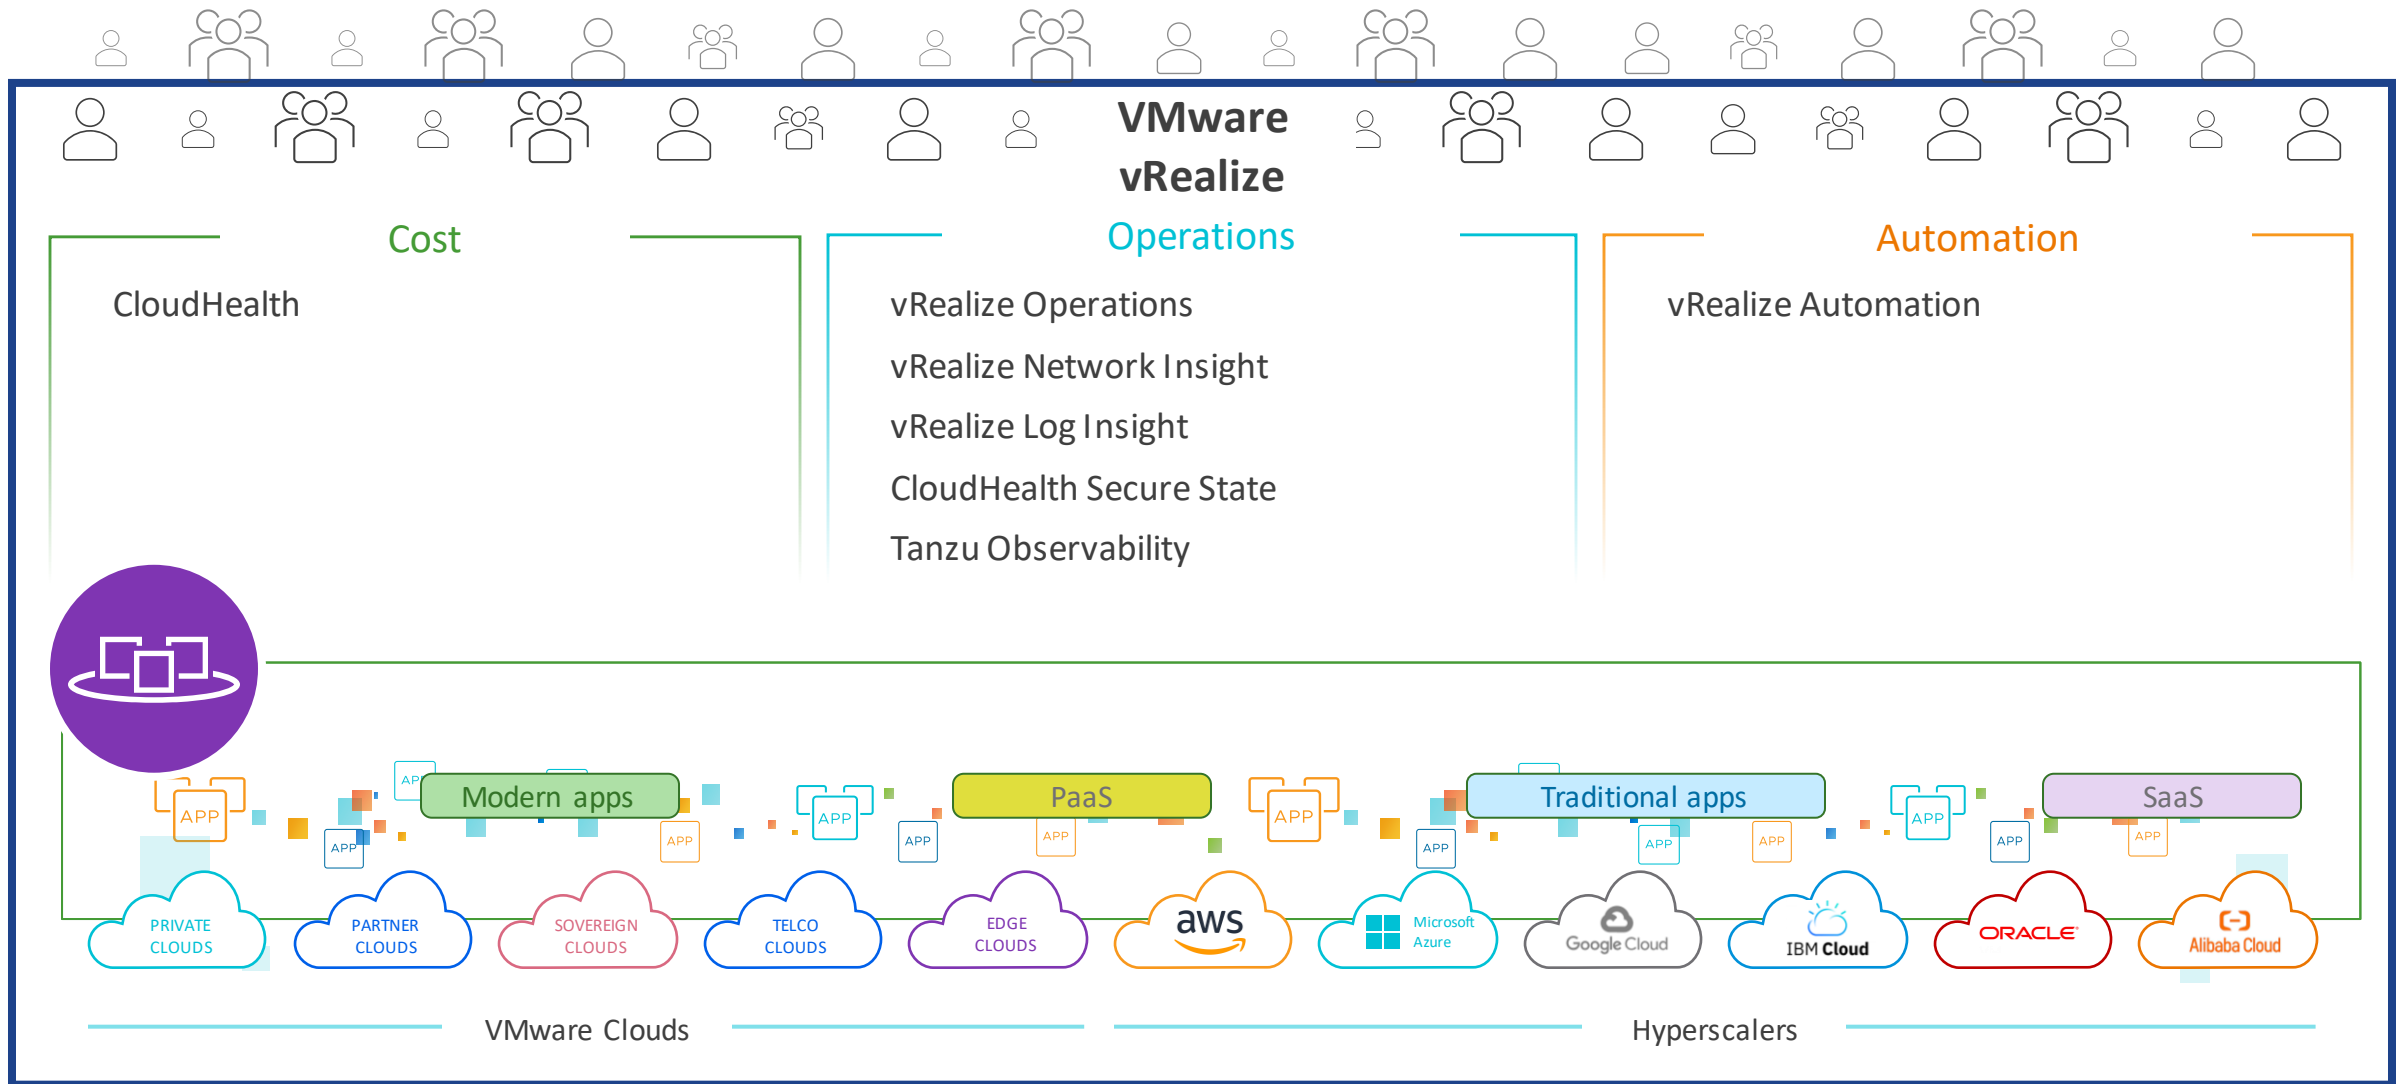 VMware
vRealize
Cost
Operations
Automation
CloudHealth
vRealize Operations
vRealize Network Insight
vRealize Log Insight
CloudHealth Secure State
Tanzu Observability
vRealize Automation
Modern apps
PaaS
Traditional apps
SaaS
APP
APP
APP
APP
APP
APP
APP
APP
APP
APP
APP
APP
APP
APP
PRIVATE
CLOUDS
PARTNER
CLOUDS
SOVEREIGN
CLOUDS
TELCO
CLOUDS
EDGE
CLOUDS
aws
Microsoft
Azure
Google Cloud
IBM Cloud
ORACLE
Alibaba Cloud
VMware Clouds
Hyperscalers